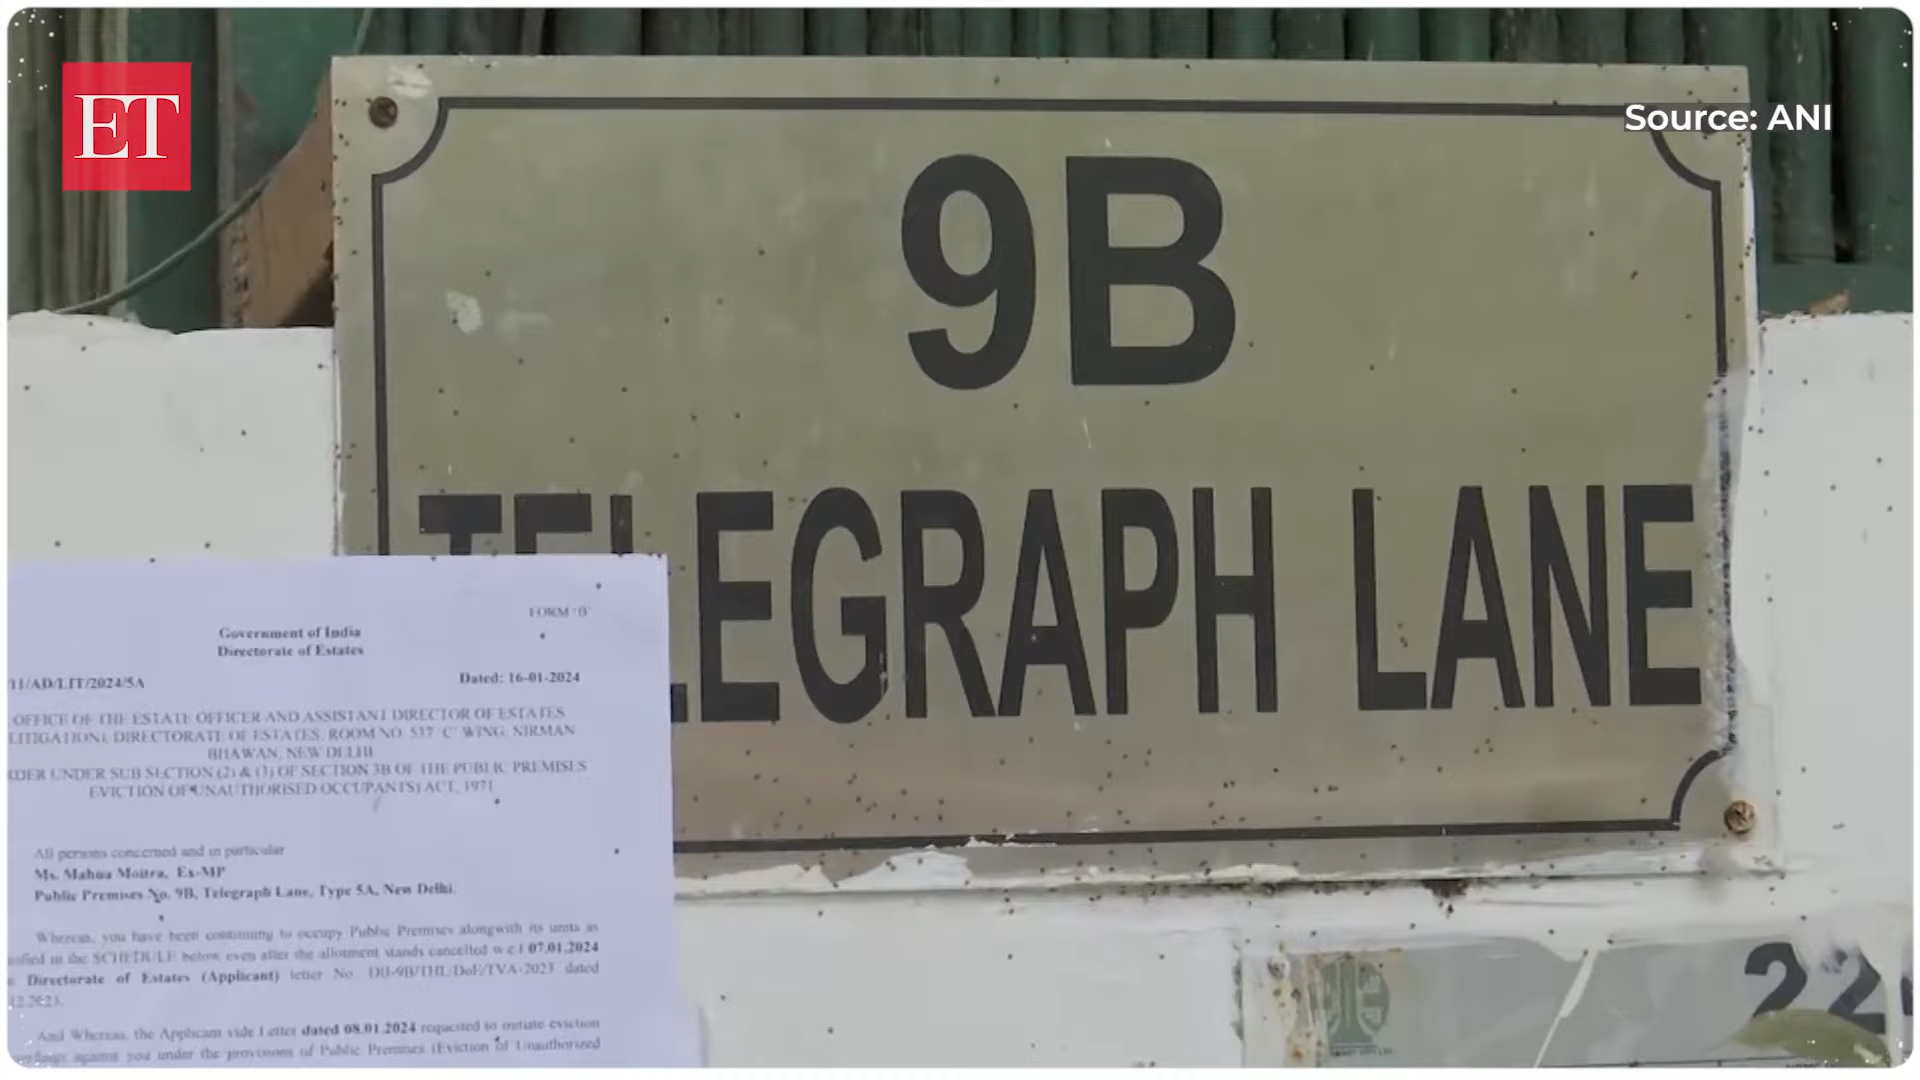 ET
Source: ANI
9B
TELEGRAPH LANE
FORM 'B'
Government of India
Directorate of Estates
11/AD/LIT/2024/5A Dated: 16-01-2024
OFFICE OF THE ESTATE OFFICER AND ASSISTANT DIRECTOR OF ESTATES
LITIGATION), DIRECTORATE OF ESTATES, ROOM NO. 537 'C' WING, NIRMAN
BHAWAN, NEW DELHI
RDER UNDER SUB SECTION (2) & (3) OF SECTION 3B OF THE PUBLIC PREMISES
EVICTION OF UNAUTHORISED OCCUPANTS) ACT, 1971
All persons concerned and in particular
Ms. Mahua Moitra, Ex-MP
Public Premises No. 9B, Telegraph Lane, Type 5A, New Delhi.
Whereas, you have been continuing to occupy Public Premises alongwith its units as
in the SCHEDULE below even after the allotment stands cancelled w.e.f 07.01.2024
Directorate of Estates (Applicant) letter No. dated
12.2023.
And Whereas, the Applicant vide Letter dated 08.01.2024 requested to initiate eviction
against you under the provisions of Public Premises (Eviction of Unauthorized
22